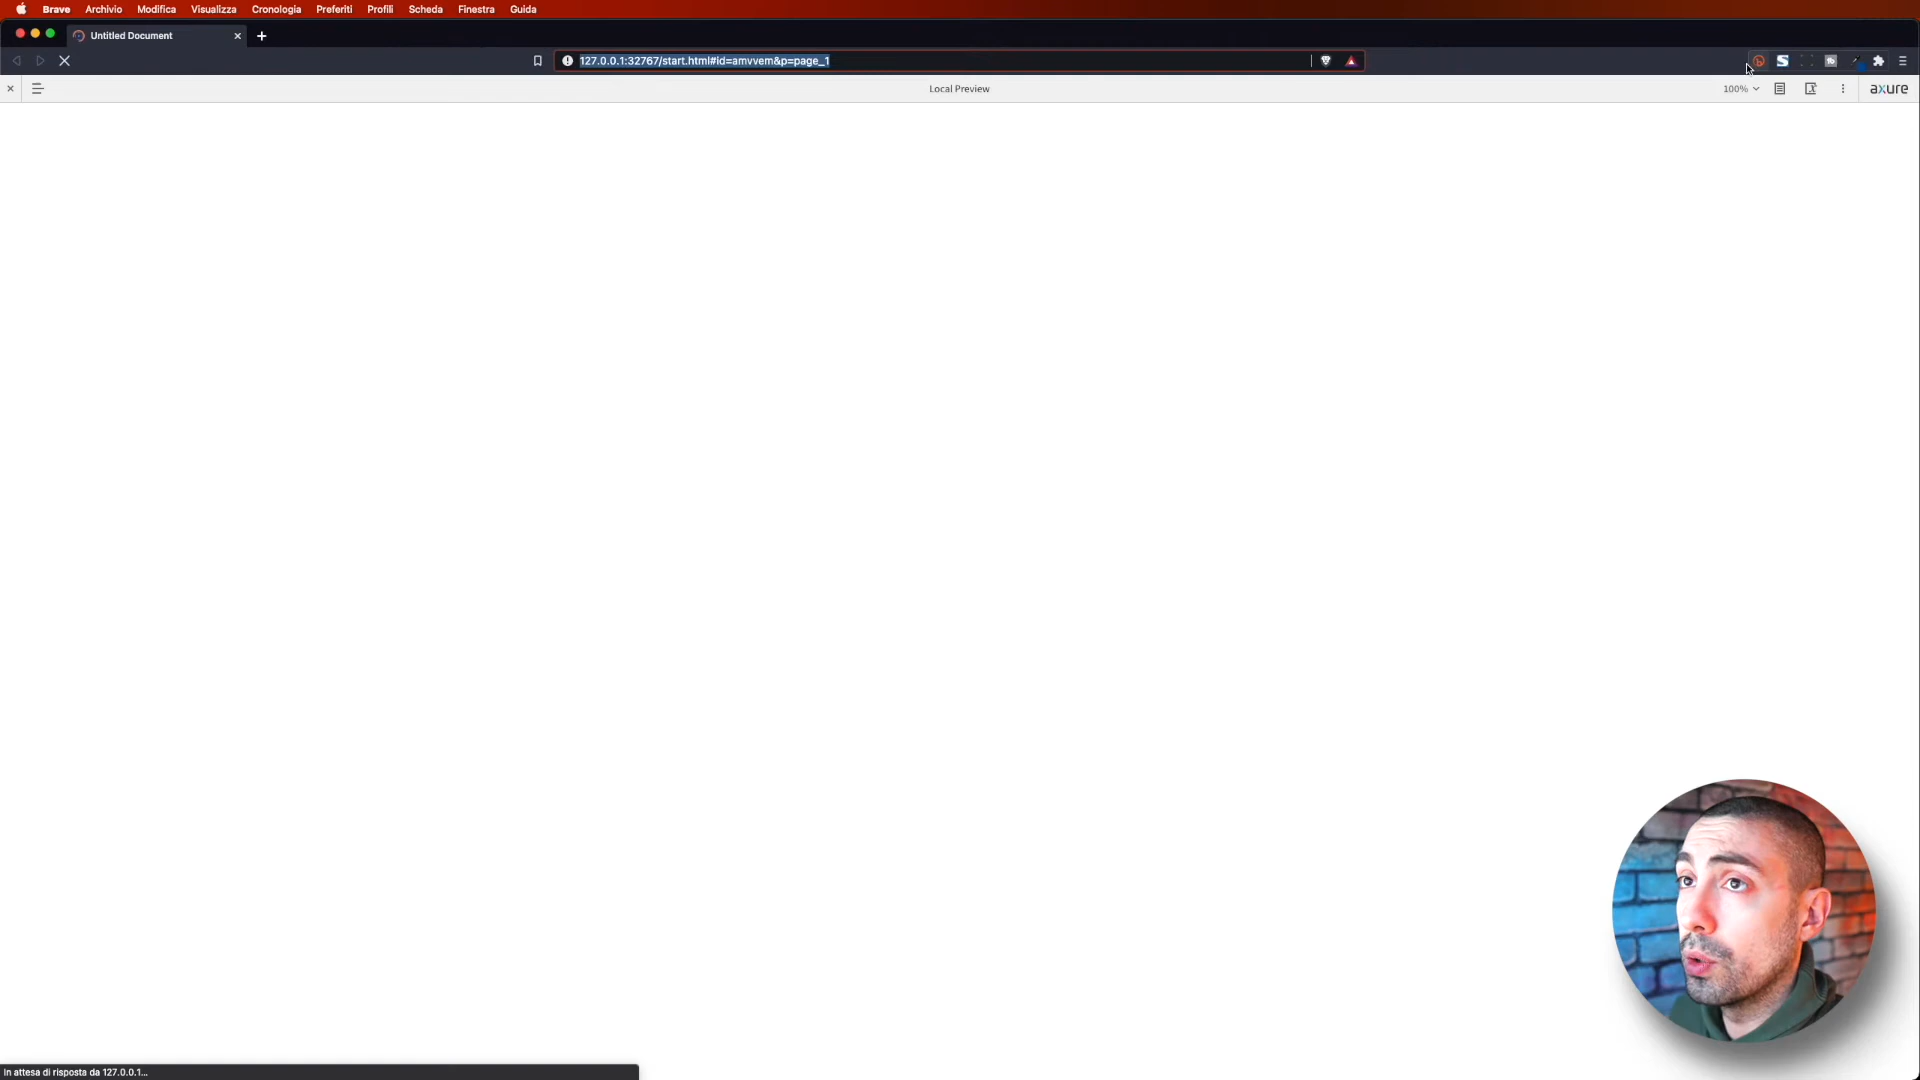 Brave Archivio Modifica Visualizza Cronologia Preferiti Profili Scheda Finestra Guida
Untitled Document
127.0.0.1:32767/start.html#id=amvvem&p=page_1
Local Preview
100%
axure
In attesa di risposta da 127.0.0.1...